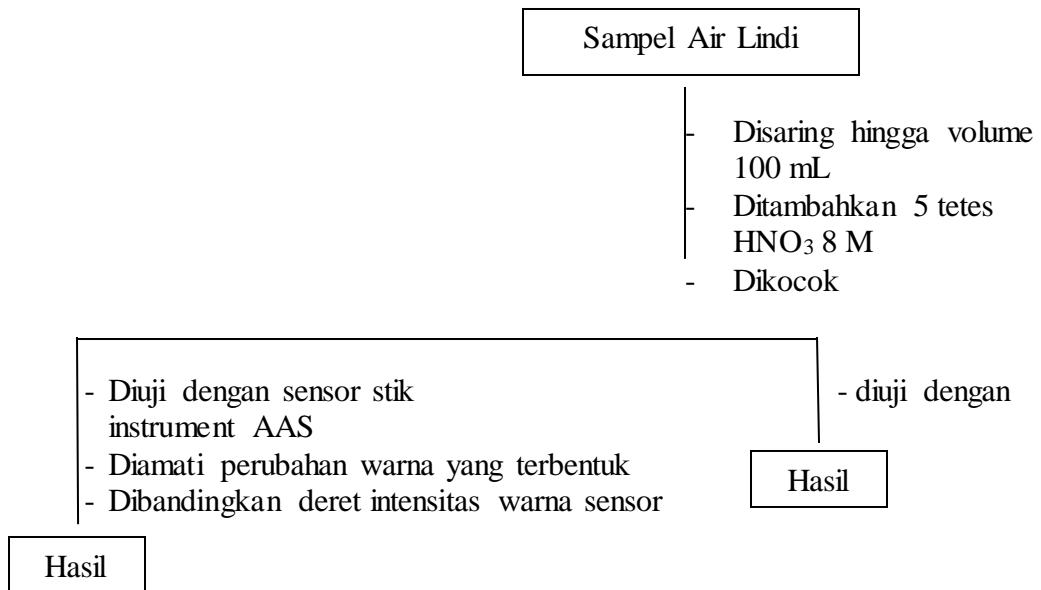 Sampel Air Lindi
- Disaring hingga volume
100 mL
- Ditambahkan 5 tetes
HNO₃ 8 M
- Dikocok
- Diuji dengan sensor stik
instrument AAS
- Diamati perubahan warna yang terbentuk
- Dibandingkan deret intensitas warna sensor
Hasil
- diuji dengan
Hasil